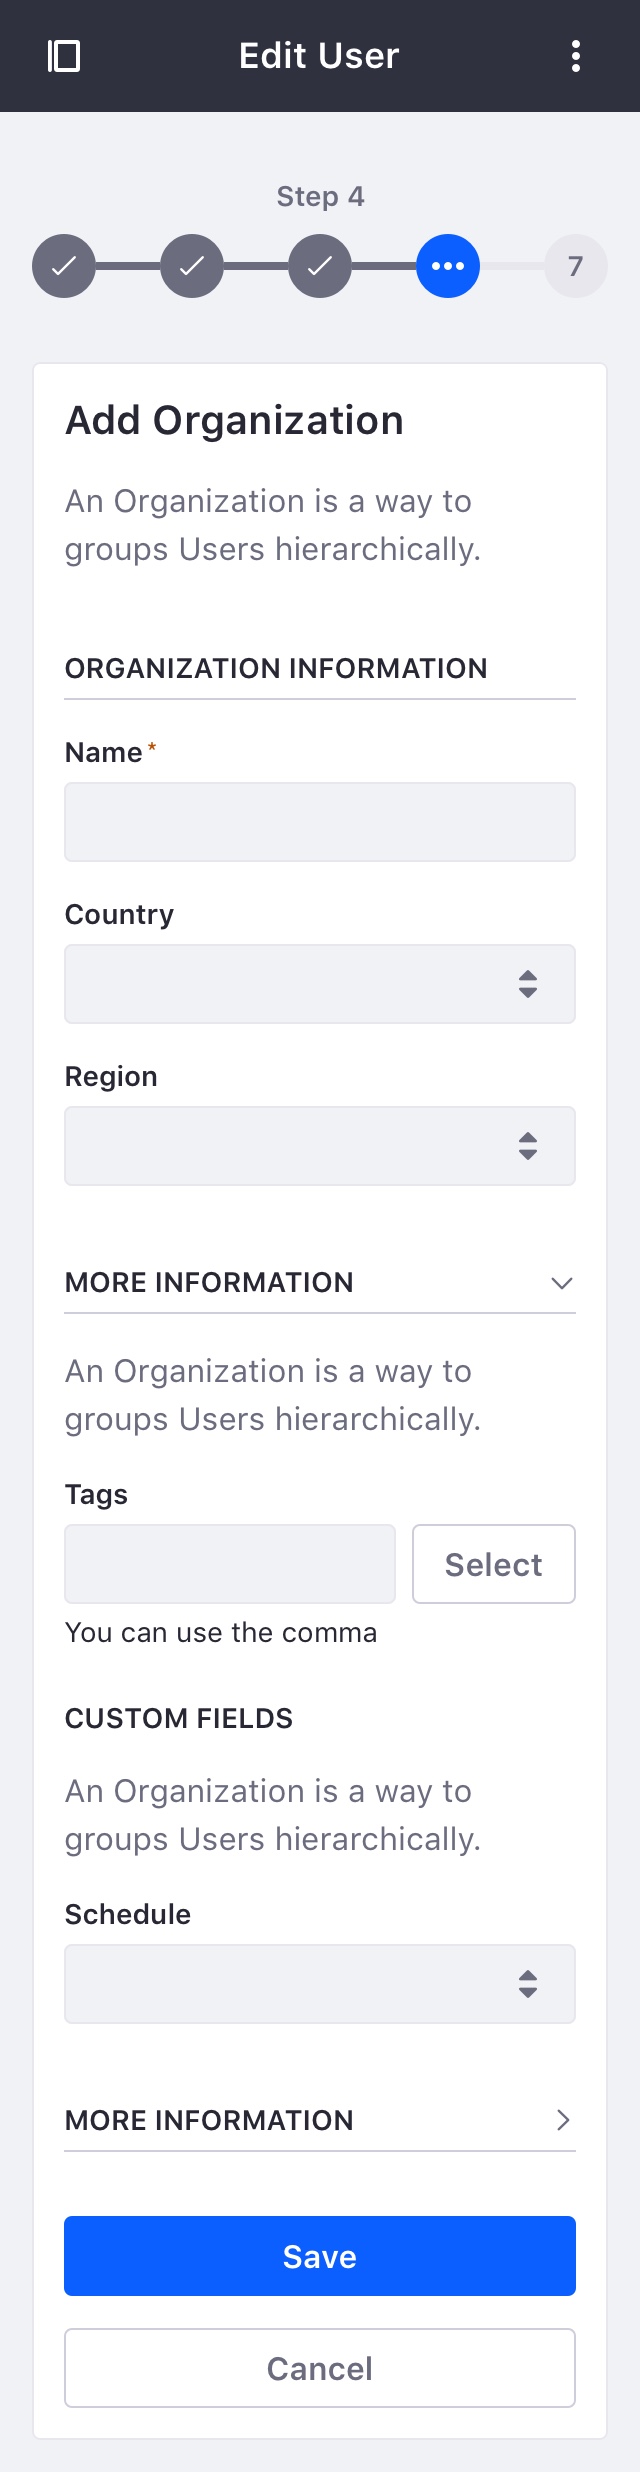 Edit User
Step 4
7
Add Organization
An Organization is a way to
groups Users hierarchically.
ORGANIZATION INFORMATION
Name*
Country
Region
MORE INFORMATION
An Organization is a way to
groups Users hierarchically.
Tags
Select
You can use the comma
CUSTOM FIELDS
An Organization is a way to
groups Users hierarchically.
Schedule
MORE INFORMATION
Save
Cancel